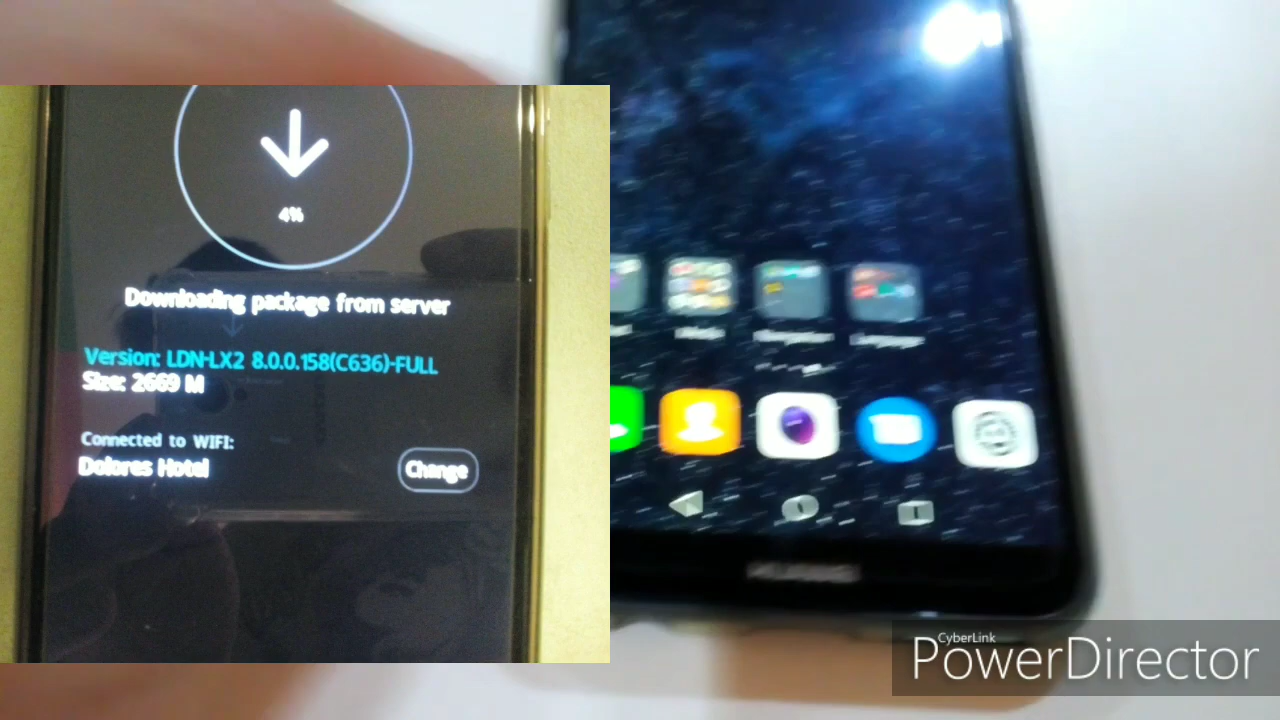 4%
Downloading package from server
Version: LDN-LX2 8.0.0.158(C636)-FULL
Size: 2669 M
Connected to WIFI:
Dolores Hotel
Change
HUAWEI
CyberLink
PowerDirector